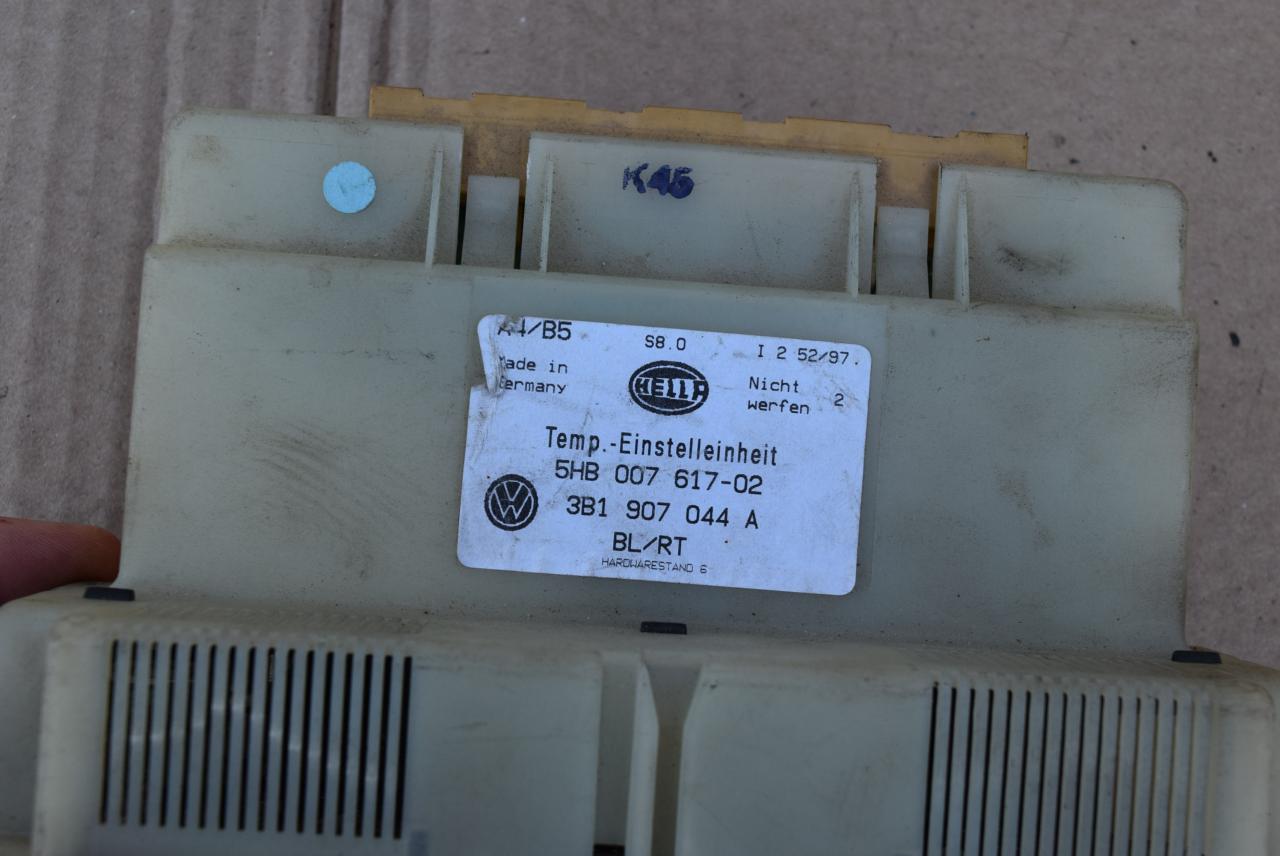 K45
A4/B5
S8.0
I 2 52/97.
Made in
Germany
HELLA
Nicht
werfen 2
Temp.-Einstelleinheit
5HB 007 617-02
VW
3B1 907 044 A
BL/RT
HARDWARESTAND 6